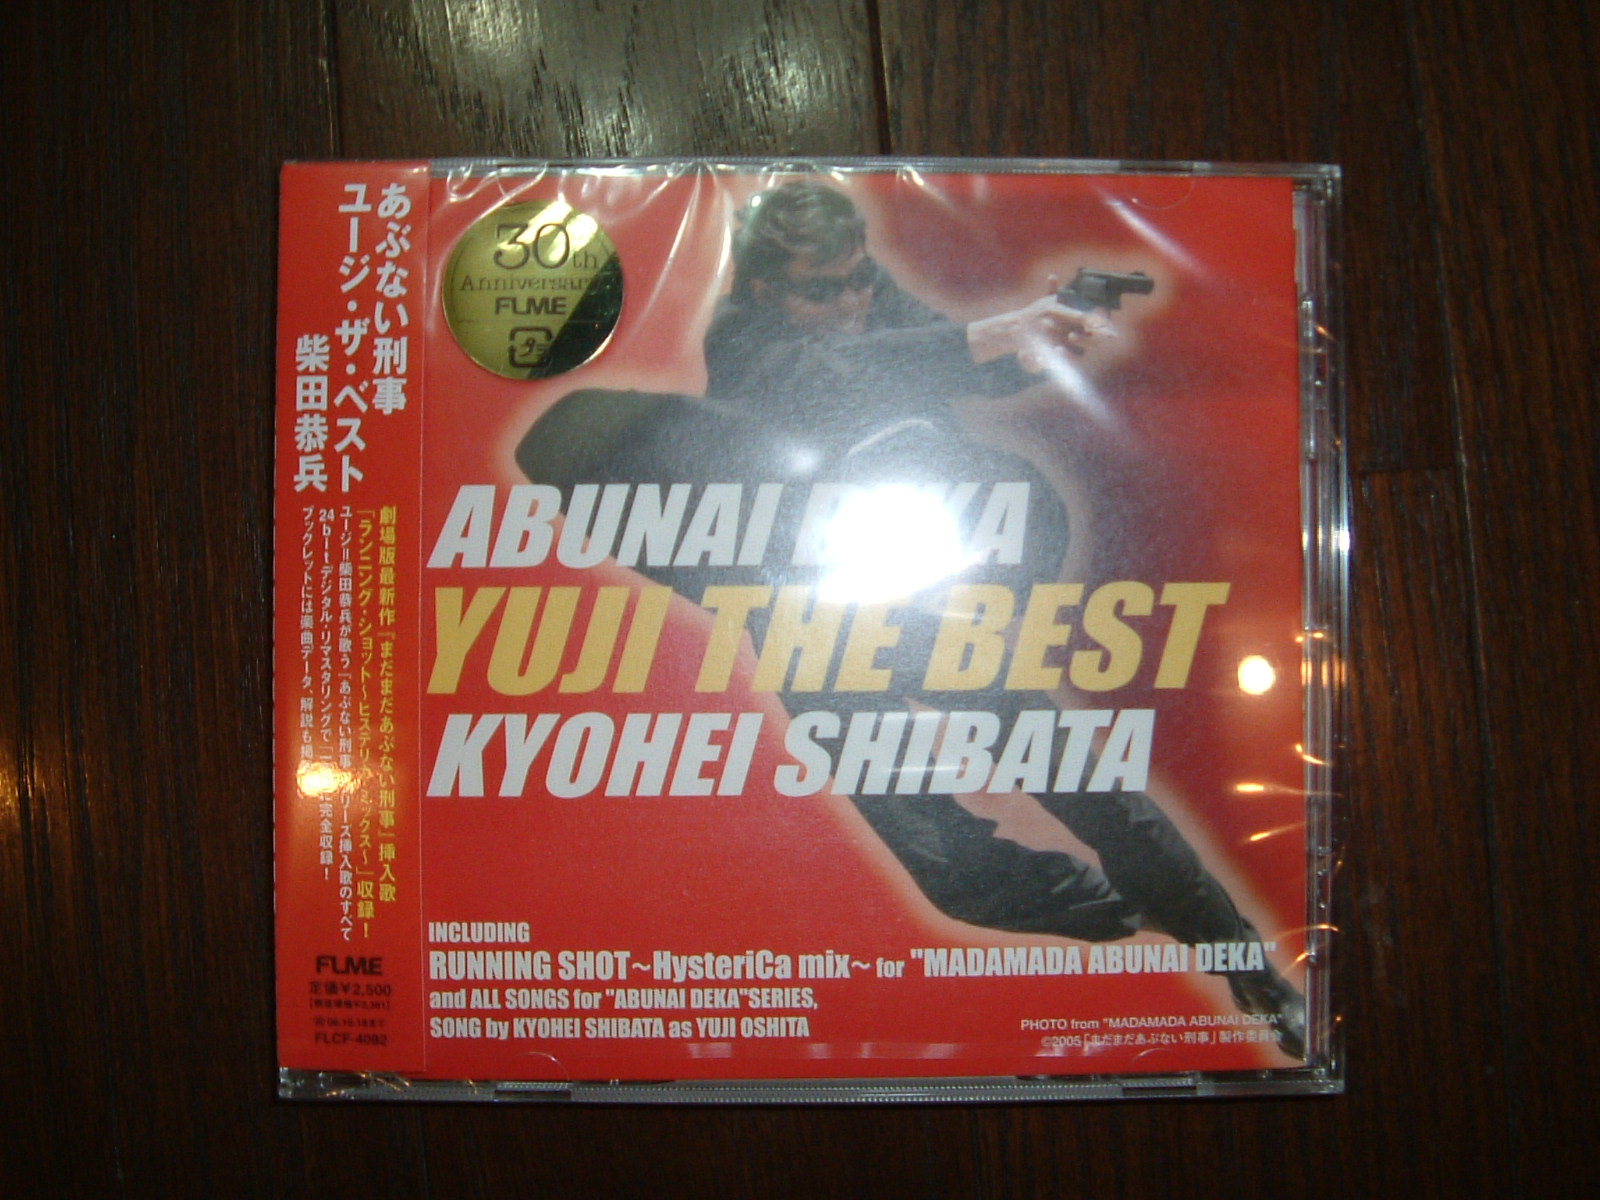 あぶない刑事
ユージ・ザ・ベスト
柴田恭兵
劇場版最新作『まだまだあぶない刑事』挿入歌
「ランニング・ショット〜ヒステリカ・ミックス〜」収録！
ユージ=柴田恭兵が歌う『あぶない刑事』シリーズ挿入歌のすべて
24bitデジタル・リマスタリングで
完全収録！
ブックレットには楽曲データ、解説も
FLME
定価¥2,500
FLCF-4092
30th
Anniversary
FLME
ABUNAI DEKA
YUJI THE BEST
KYOHEI SHIBATA
INCLUDING
RUNNING SHOT~HysteriCa mix~ for "MADAMADA ABUNAI DEKA"
and ALL SONGS for "ABUNAI DEKA"SERIES,
SONG by KYOHEI SHIBATA as YUJI OSHITA
PHOTO from "MADAMADA ABUNAI DEKA"
©2005「まだまだあぶない刑事」製作委員会